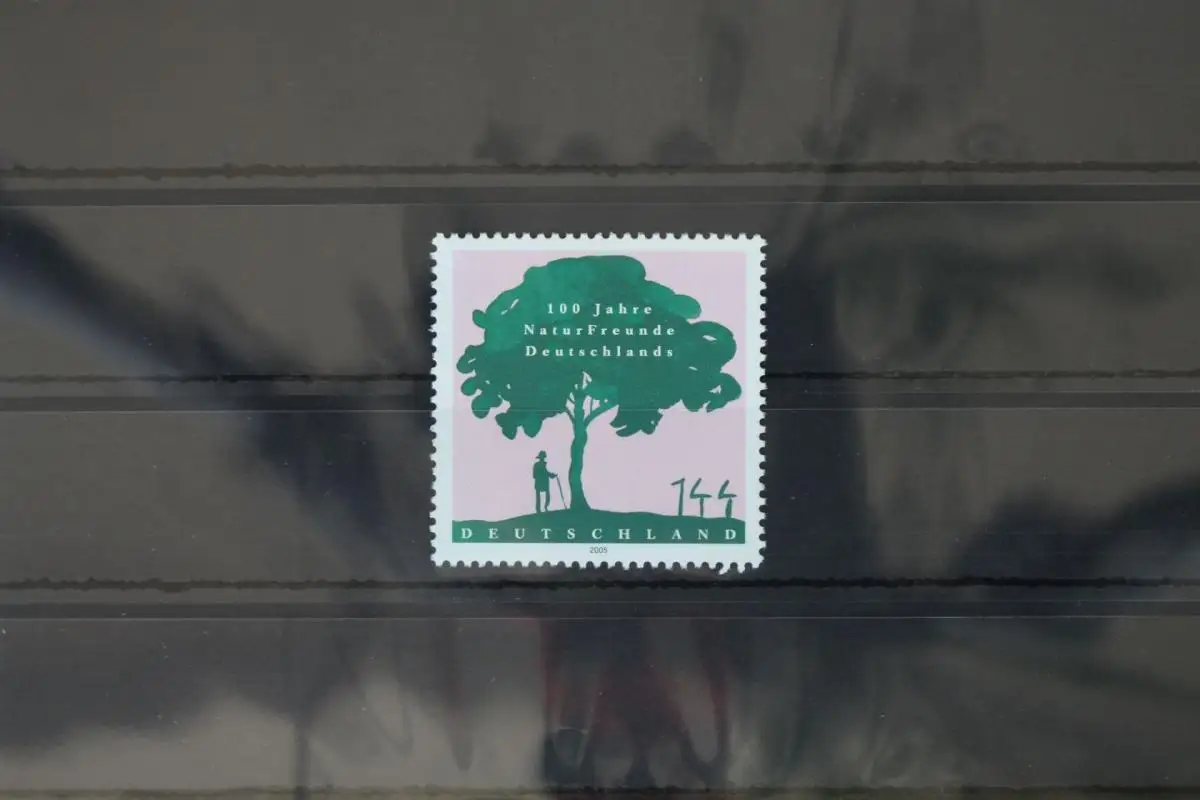 100 Jahre
NaturFreunde
Deutschlands
144
DEUTSCHLAND
2005